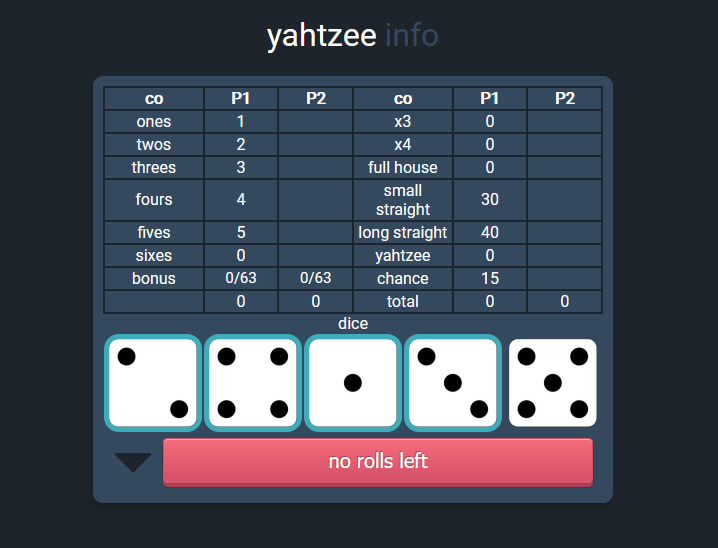 yahtzee info
co P1 P2 co P1 P2
ones 1 x3 0
twos 2 x4 0
threes 3 full house 0
fours 4 small straight 30
fives 5 long straight 40
sixes 0 yahtzee 0
bonus 0/63 0/63 chance 15
0 0 total 0 0
dice
no rolls left